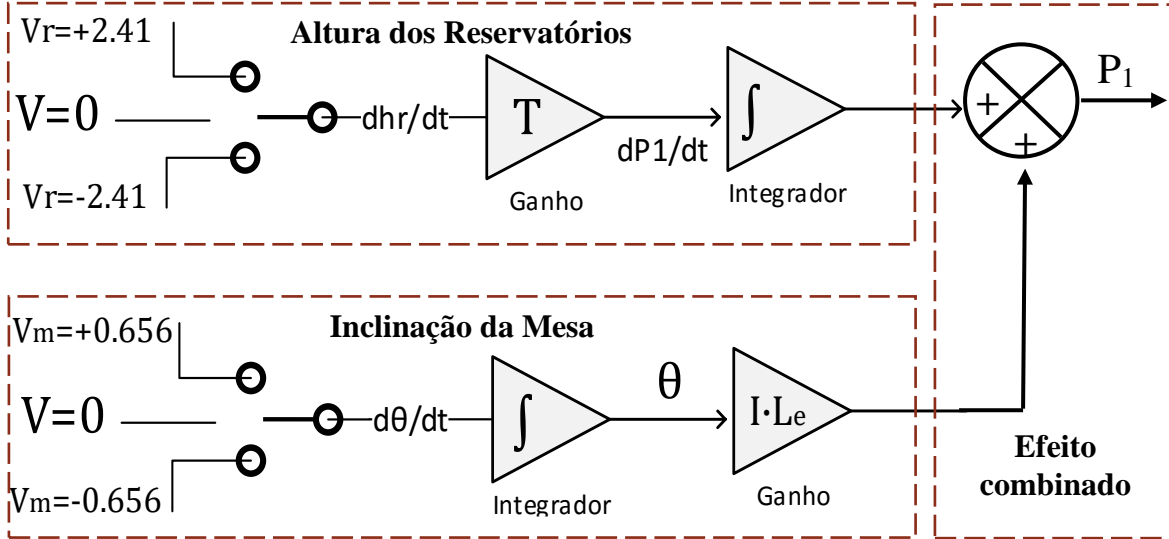 Altura dos Reservatórios
Vr=+2.41
V=0
Vr=-2.41
dhr/dt
T
Ganho
dP1/dt
∫
Integrador
+
+
P1
Inclinação da Mesa
Vm=+0.656
V=0
Vm=-0.656
dθ/dt
∫
Integrador
θ
I·Le
Ganho
Efeito
combinado